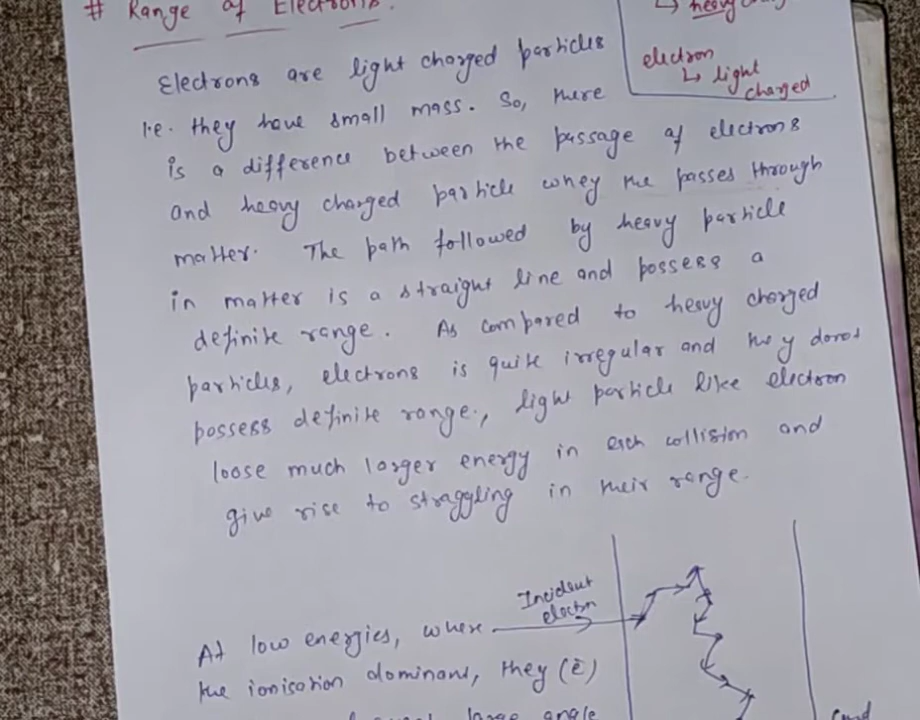 # Range of Electrons.
↳ heavy
electron
↳ light
charged
Electrons are light charged particles
i.e. they have small mass. So, there
is a difference between the passage of electrons
and heavy charged particle whey the passes through
matter. The path followed by heavy particle
in matter is a straight line and possess a
definite range. As compared to heavy charged
particles, electrons is quite irregular and they donot
possess definite range., light particle like electron
loose much larger energy in each collision and
give rise to straggling in their range.
Incident
electn
At low energies, where
the ionisation dominant, they (ē)
large angle